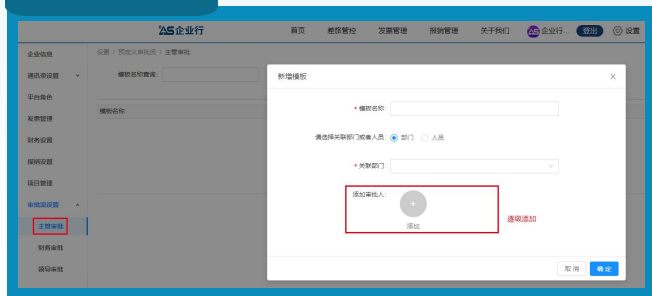 AS企业行
首页 差旅管控 发票管理 报销管理 关于我们 AS 企业行... 登出 设置
企业信息
通讯录设置
平台角色
发票管理
财务设置
报销设置
项目管理
审批流设置
主管审批
财务审批
领导审批
设置 / 预定义审批流 / 主管审批
模板名称查询
模板名称
新增模板
* 模板名称:
请选择关联部门或者人员: 部门 人员
* 关联部门:
添加审批人:
添加
逐级添加
取消 确定